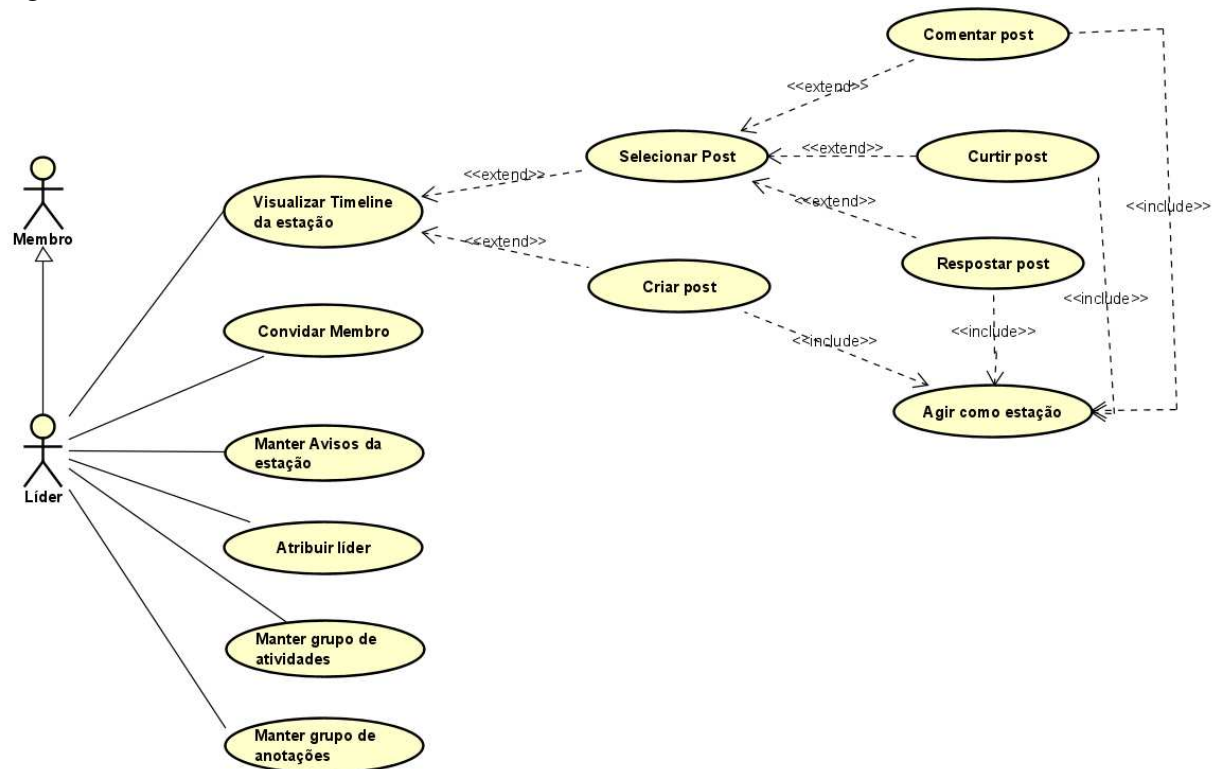 Comentar post
<<extend>>
Selecionar Post
<<extend>>
Curtir post
<<extend>>
Visualizar Timeline
da estação
<<extend>>
<<include>>
Membro
<<extend>>
Criar post
Respostar post
<<include>>
Convidar Membro
<<include>>
<<include>>
Agir como estação
Manter Avisos da
estação
Líder
Atribuir líder
Manter grupo de
atividades
Manter grupo de
anotações